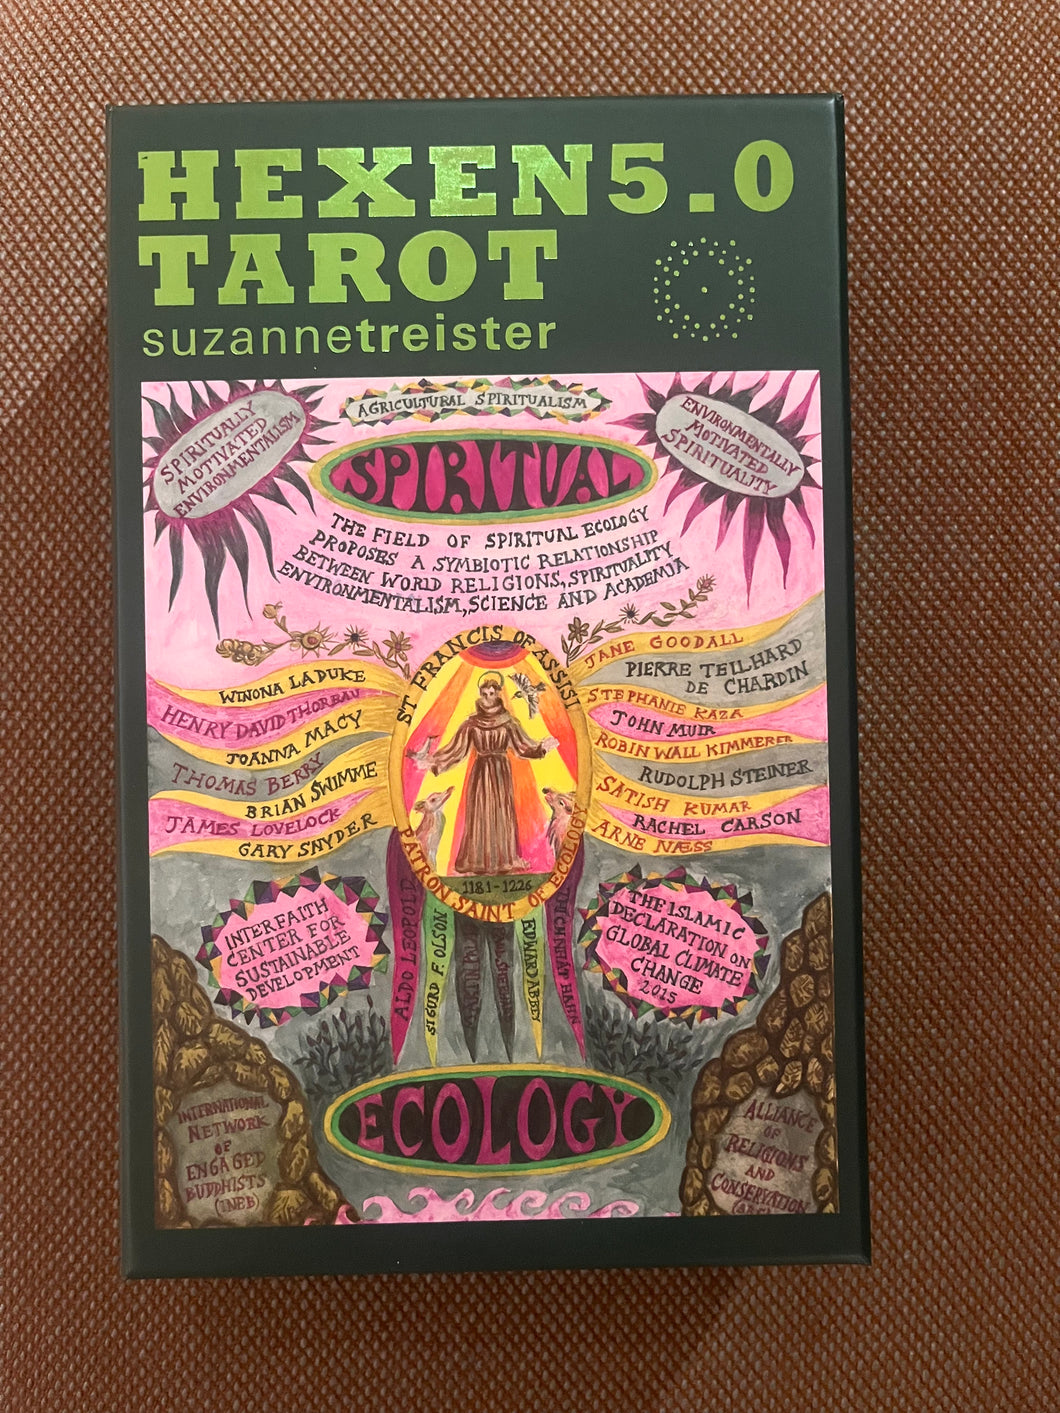 HEXEN5.0
TAROT
suzannetreister
AGRICULTURAL SPIRITUALISM
SPIRITUALLY
MOTIVATED
ENVIRONMENTALISM
ENVIRONMENTALLY
MOTIVATED
SPIRITUALITY
SPIRITUAL
THE FIELD OF SPIRITUAL ECOLOGY
PROPOSES A SYMBIOTIC RELATIONSHIP
BETWEEN WORLD RELIGIONS, SPIRITUALITY
ENVIRONMENTALISM, SCIENCE AND ACADEMIA
ST FRANCIS OF ASSISI
WINONA LADUKE
HENRY DAVID THOREAU
JOANNA MACY
THOMAS BERRY
BRIAN SWIMME
JAMES LOVELOCK
GARY SNYDER
JANE GOODALL
PIERRE TEILHARD
DE CHARDIN
STEPHANIE KAZA
JOHN MUIR
ROBIN WALL KIMMERER
RUDOLPH STEINER
SATISH KUMAR
RACHEL CARSON
ARNE NÆSS
1181-1226
PATRON SAINT OF ECOLOGY
ALDO LEOPOLD
SIGURD F. OLSON
EDWARD ABBEY
THICH NHAT HAHN
INTERFAITH
CENTER FOR
SUSTAINABLE
DEVELOPMENT
THE ISLAMIC
DECLARATION ON
GLOBAL CLIMATE
CHANGE
2015
ECOLOGY
INTERNATIONAL
NETWORK
OF
ENGAGED
BUDDHISTS
(INEB)
ALLIANCE
OF
RELIGIONS
AND
CONSERVATION